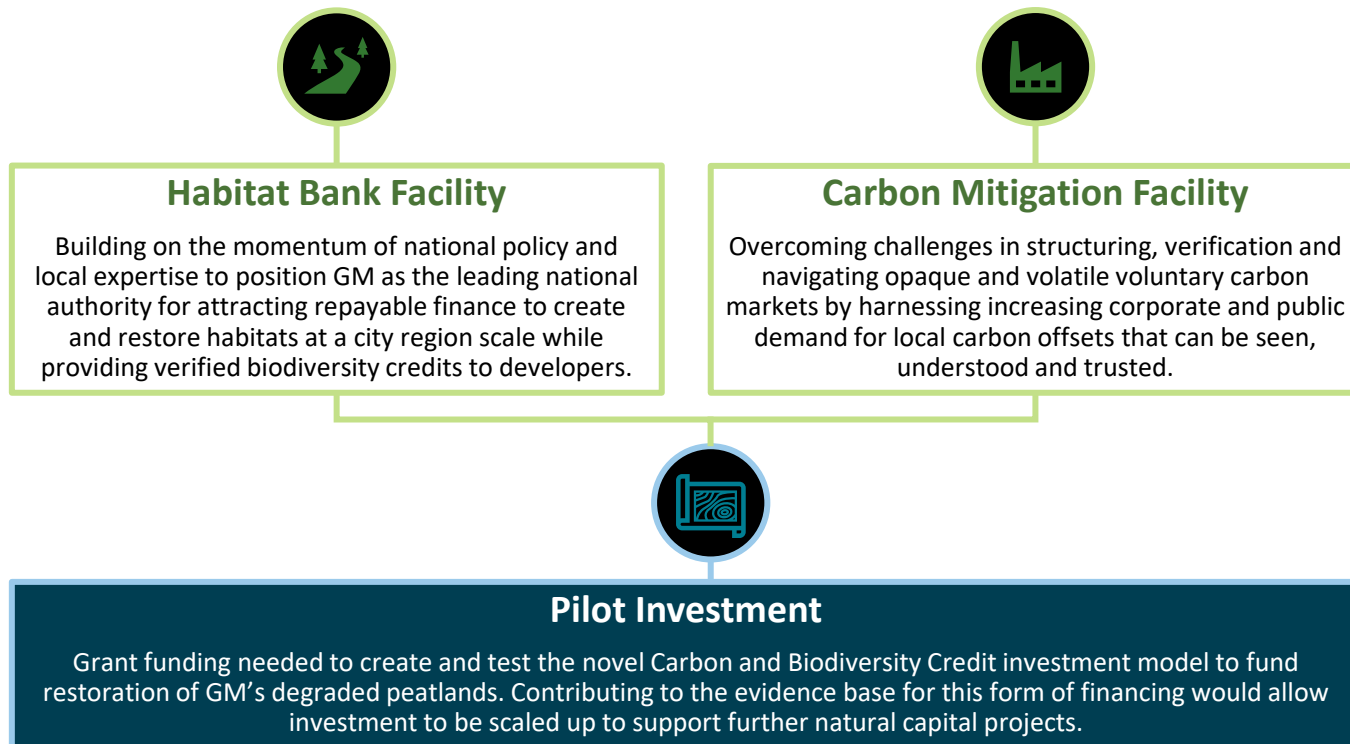 Habitat Bank Facility
Building on the momentum of national policy and
local expertise to position GM as the leading national
authority for attracting repayable finance to create
and restore habitats at a city region scale while
providing verified biodiversity credits to developers.
Carbon Mitigation Facility
Overcoming challenges in structuring, verification and
navigating opaque and volatile voluntary carbon
markets by harnessing increasing corporate and public
demand for local carbon offsets that can be seen,
understood and trusted.
Pilot Investment
Grant funding needed to create and test the novel Carbon and Biodiversity Credit investment model to fund
restoration of GM’s degraded peatlands. Contributing to the evidence base for this form of financing would allow
investment to be scaled up to support further natural capital projects.